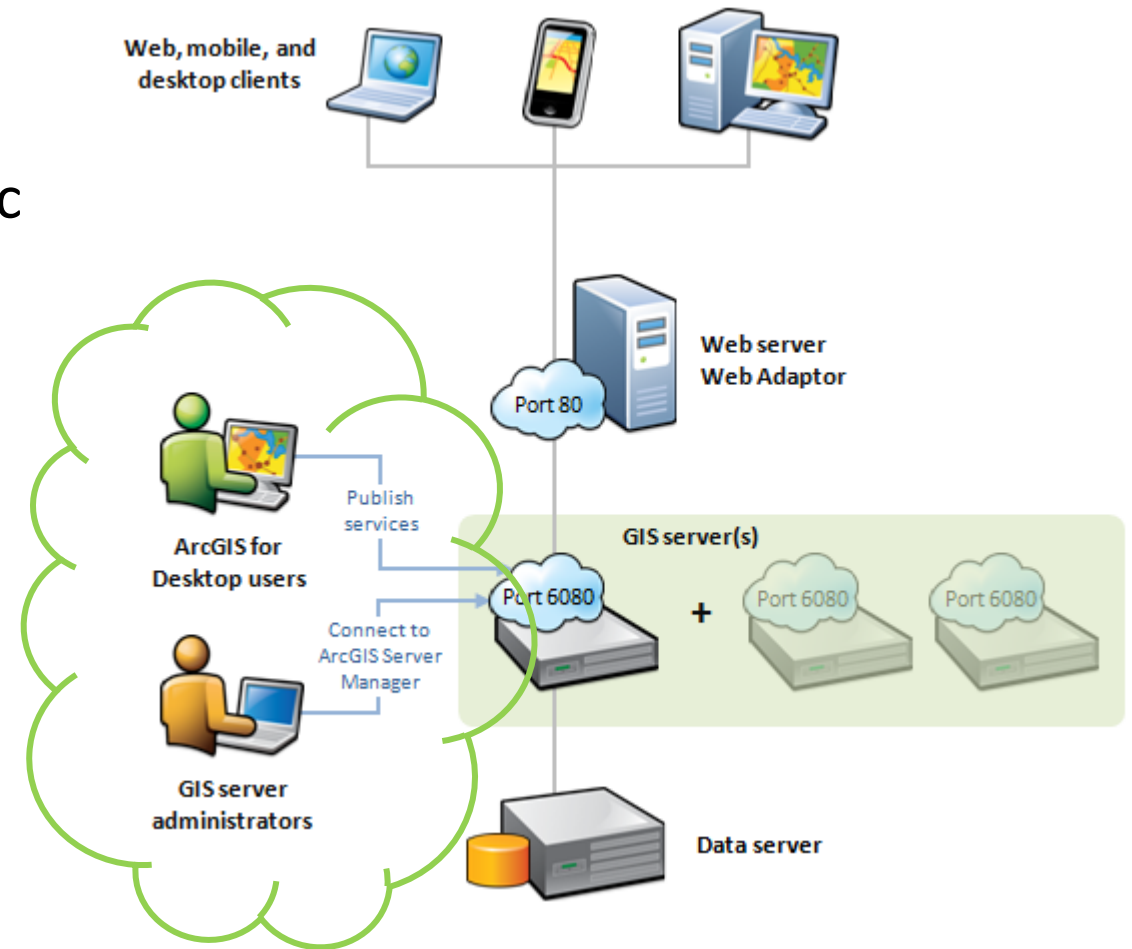 Web, mobile, and
desktop clients
c
Web server
Web Adaptor
Port 80
Publish
services
ArcGIS for
Desktop users
GIS server(s)
Port 6080
+
Port 6080
Port 6080
Connect to
ArcGIS Server
Manager
GIS server
administrators
Data server